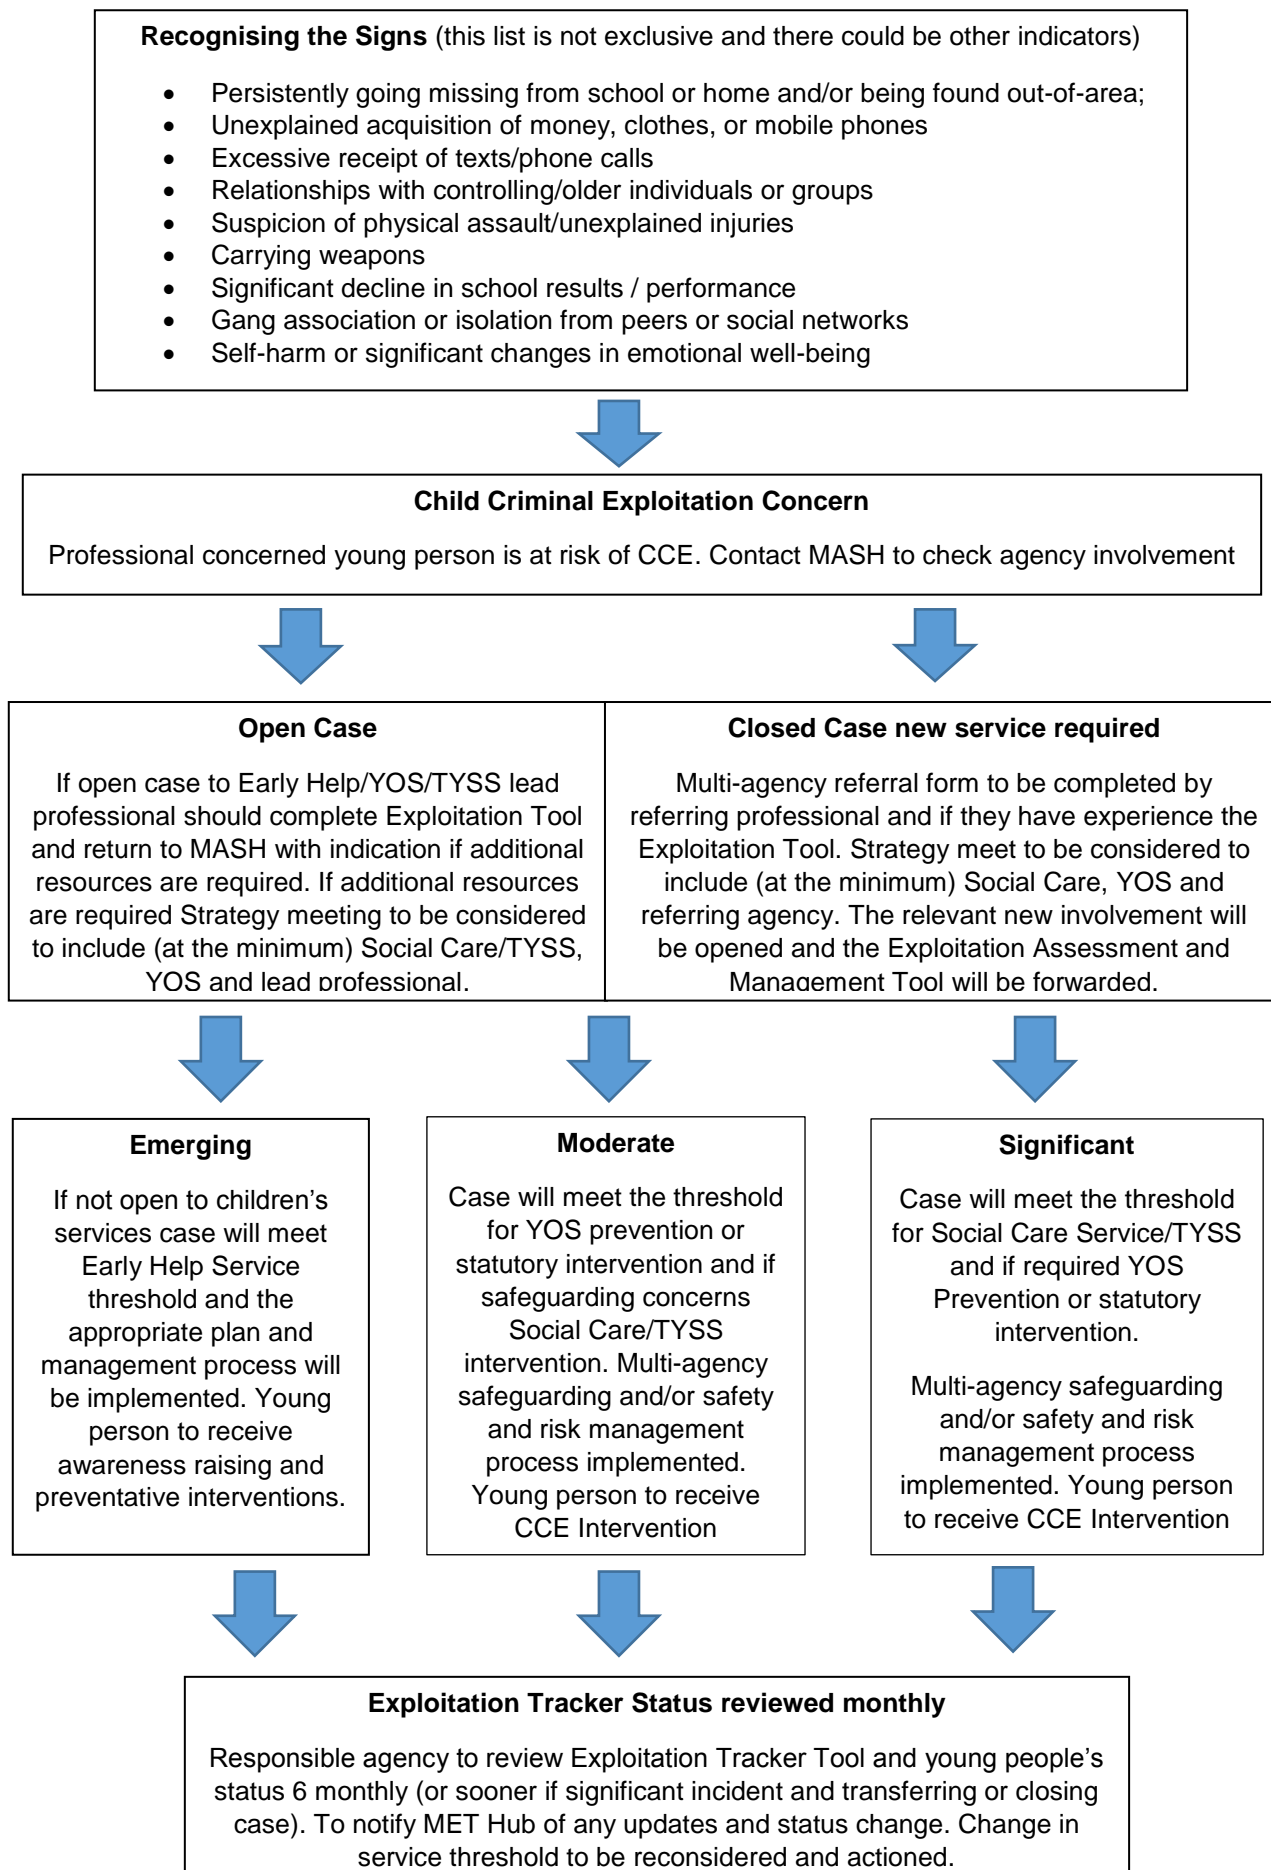 Recognising the Signs (this list is not exclusive and there could be other indicators)
• Persistently going missing from school or home and/or being found out-of-area;
• Unexplained acquisition of money, clothes, or mobile phones
• Excessive receipt of texts/phone calls
• Relationships with controlling/older individuals or groups
• Suspicion of physical assault/unexplained injuries
• Carrying weapons
• Significant decline in school results / performance
• Gang association or isolation from peers or social networks
• Self-harm or significant changes in emotional well-being
Child Criminal Exploitation Concern
Professional concerned young person is at risk of CCE. Contact MASH to check agency involvement
Open Case
If open case to Early Help/YOS/TYSS lead
professional should complete Exploitation Tool
and return to MASH with indication if additional
resources are required. If additional resources
are required Strategy meeting to be considered
to include (at the minimum) Social Care/TYSS,
YOS and lead professional.
Closed Case new service required
Multi-agency referral form to be completed by
referring professional and if they have experience the
Exploitation Tool. Strategy meet to be considered to
include (at the minimum) Social Care, YOS and
referring agency. The relevant new involvement will
be opened and the Exploitation Assessment and
Management Tool will be forwarded.
Emerging
If not open to children’s
services case will meet
Early Help Service
threshold and the
appropriate plan and
management process will
be implemented. Young
person to receive
awareness raising and
preventative interventions.
Moderate
Case will meet the threshold
for YOS prevention or
statutory intervention and if
safeguarding concerns
Social Care/TYSS
intervention. Multi-agency
safeguarding and/or safety
and risk management
process implemented.
Young person to receive
CCE Intervention
Significant
Case will meet the threshold
for Social Care Service/TYSS
and if required YOS
Prevention or statutory
intervention.
Multi-agency safeguarding
and/or safety and risk
management process
implemented. Young person
to receive CCE Intervention
Exploitation Tracker Status reviewed monthly
Responsible agency to review Exploitation Tracker Tool and young people’s
status 6 monthly (or sooner if significant incident and transferring or closing
case). To notify MET Hub of any updates and status change. Change in
service threshold to be reconsidered and actioned.